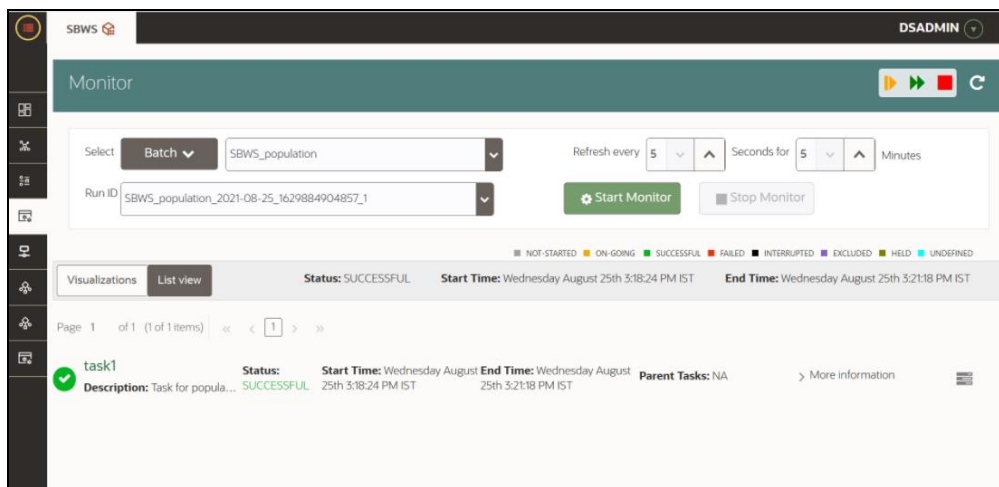 SBWS
DSADMIN
Monitor
Select Batch SBWS_population Refresh every 5 Seconds for 5 Minutes
Run ID SBWS_population_2021-08-25_1629884904857_1 Start Monitor Stop Monitor
NOT-STARTED ON-GOING SUCCESSFUL FAILED INTERRUPTED EXCLUDED HELD UNDEFINED
Visualizations List view Status: SUCCESSFUL Start Time: Wednesday August 25th 3:18:24 PM IST End Time: Wednesday August 25th 3:21:18 PM IST
Page 1 of 1 (1 of 1 items) « < 1 > »
task1
Description: Task for popula...
Status:
SUCCESSFUL
Start Time: Wednesday August
25th 3:18:24 PM IST
End Time: Wednesday August
25th 3:21:18 PM IST
Parent Tasks: NA
More information